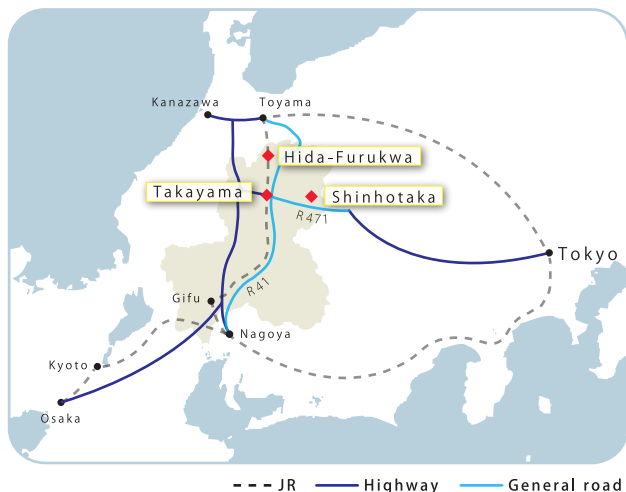 Kanazawa
Toyama
Hida-Furukwa
Takayama
Shinhotaka
R471
Tokyo
R41
Gifu
Nagoya
Kyoto
Osaka
JR
Highway
General road